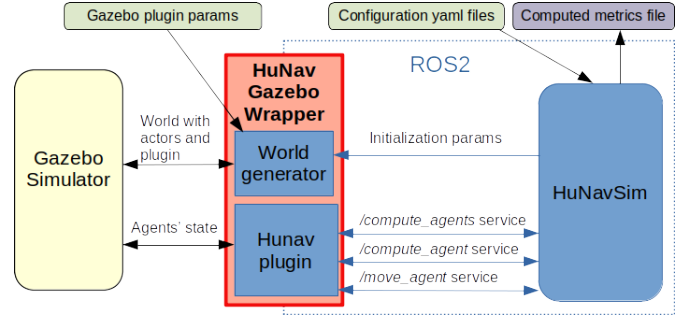 Gazebo plugin params
Configuration yaml files
Computed metrics file
ROS2
HuNav
Gazebo
Wrapper
World with
actors and
plugin
World
generator
Initialization params
Gazebo
Simulator
HuNavSim
Agents' state
Hunav
plugin
/compute_agents service
/compute_agent service
/move_agent service